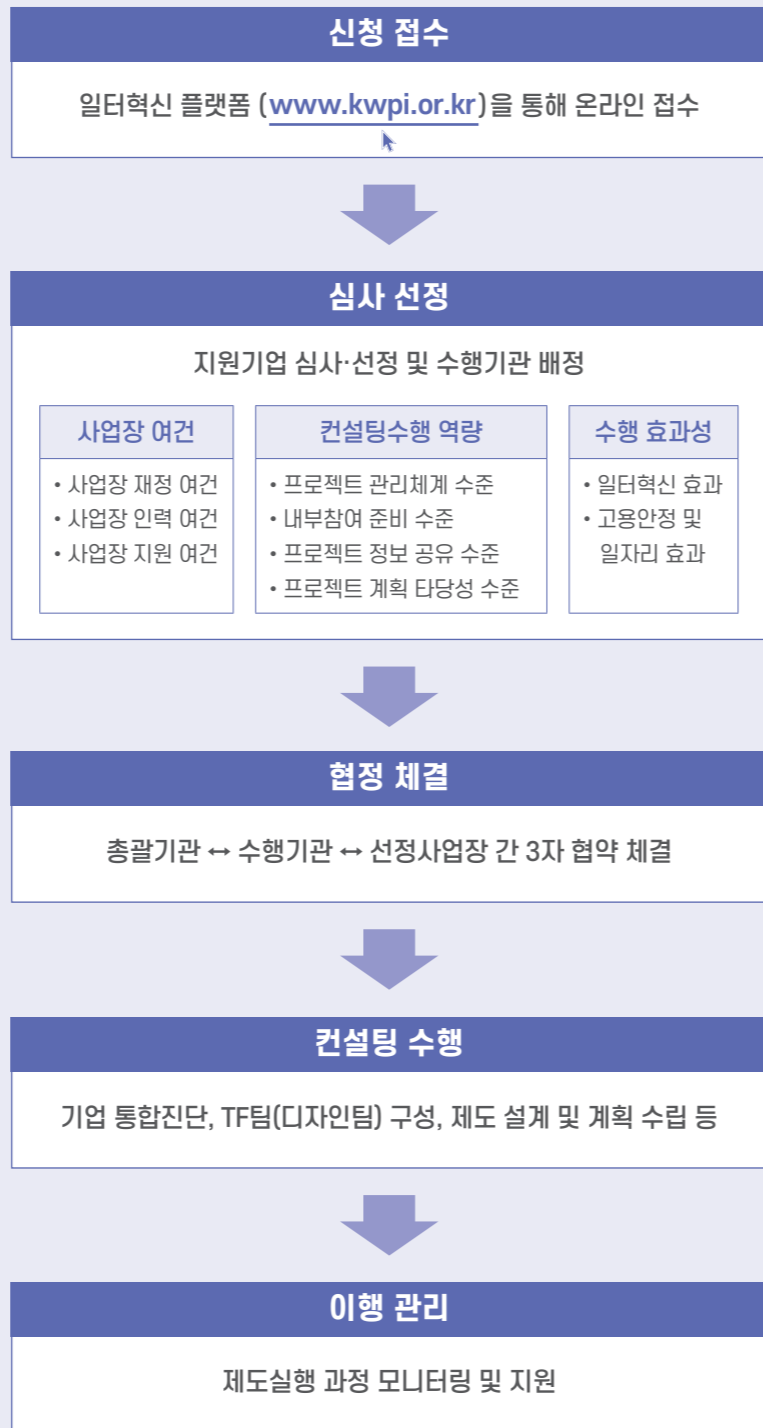 신청 접수
일터혁신 플랫폼 (www.kwpi.or.kr)을 통해 온라인 접수
심사 선정
지원기업 심사·선정 및 수행기관 배정
사업장 여건
• 사업장 재정 여건
• 사업장 인력 여건
• 사업장 지원 여건
컨설팅수행 역량
• 프로젝트 관리체계 수준
• 내부참여 준비 수준
• 프로젝트 정보 공유 수준
• 프로젝트 계획 타당성 수준
수행 효과성
• 일터혁신 효과
• 고용안정 및
일자리 효과
협정 체결
총괄기관 ↔ 수행기관 ↔ 선정사업장 간 3자 협약 체결
컨설팅 수행
기업 통합진단, TF팀(디자인팀) 구성, 제도 설계 및 계획 수립 등
이행 관리
제도실행 과정 모니터링 및 지원